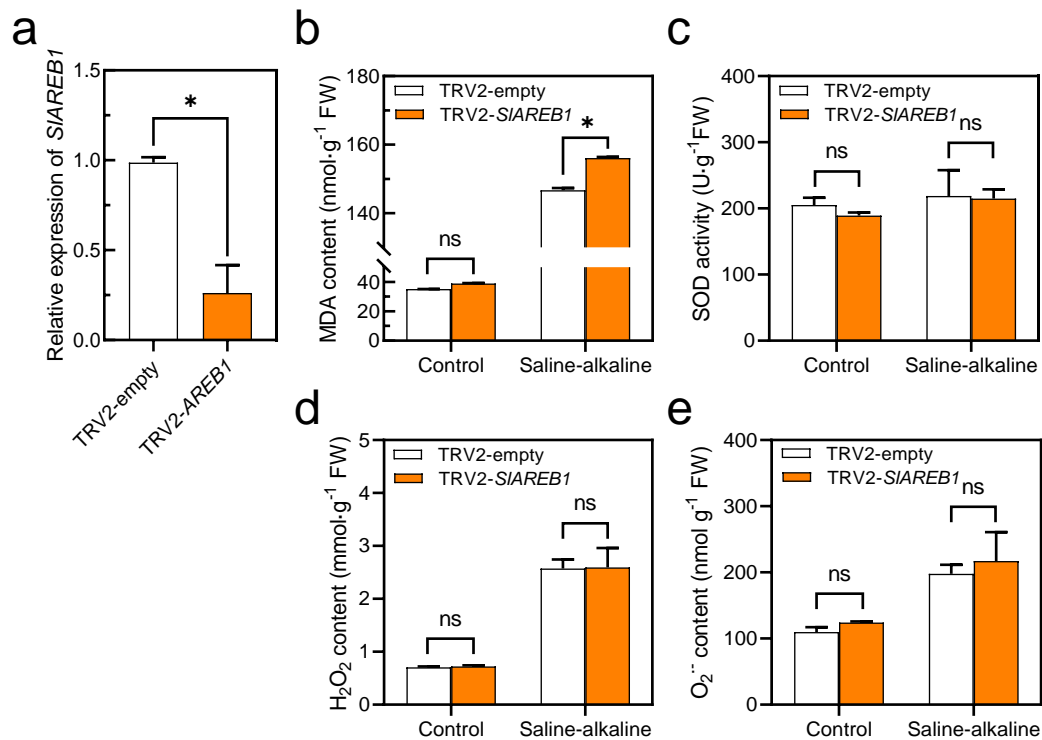 a
Relative expression of SlAREB1
1.5
1.0
0.5
0.0
*
TRV2-empty
TRV2-AREB1
b
MDA content (nmol·g⁻¹ FW)
180
160
140
40
20
0
TRV2-empty
TRV2-SlAREB1
ns
*
Control
Saline-alkaline
c
SOD activity (U·g⁻¹FW)
400
300
200
100
0
TRV2-empty
TRV2-SlAREB1
ns
ns
Control
Saline-alkaline
d
H₂O₂ content (mmol·g⁻¹ FW)
5
4
3
2
1
0
TRV2-empty
TRV2-SlAREB1
ns
ns
Control
Saline-alkaline
e
O₂·⁻ content (nmol g⁻¹ FW)
400
300
200
100
0
TRV2-empty
TRV2-SlAREB1
ns
ns
Control
Saline-alkaline